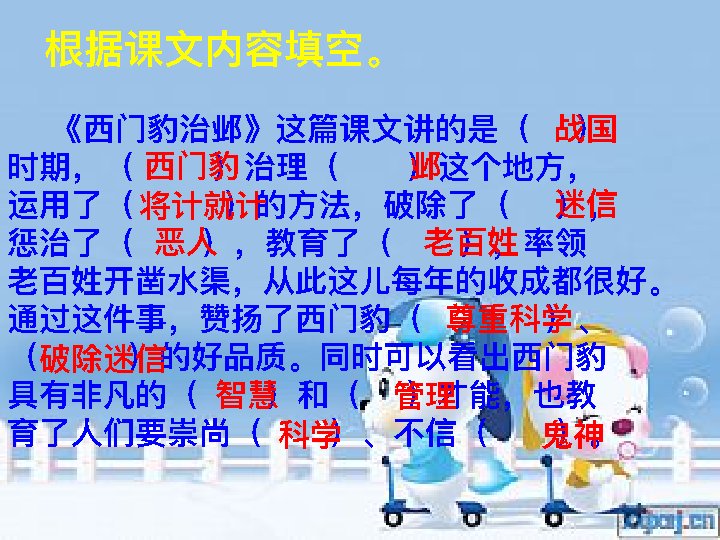 根据课文内容填空。
《西门豹治邺》这篇课文讲的是（ 战国 ）
时期，（ 西门豹 ）治理（ 邺 ）这个地方，
运用了（ 将计就计 ）的方法，破除了（ 迷信 ），
惩治了（ 恶人 ），教育了（ 老百姓 ），率领
老百姓开凿水渠，从此这儿每年的收成都很好。
通过这件事，赞扬了西门豹（ 尊重科学 ）、
（ 破除迷信 ）的好品质。同时可以看出西门豹
具有非凡的（ 智慧 ）和（ 管理 ）才能，也教
育了人们要崇尚（ 科学 ）、不信（ 鬼神 ）。